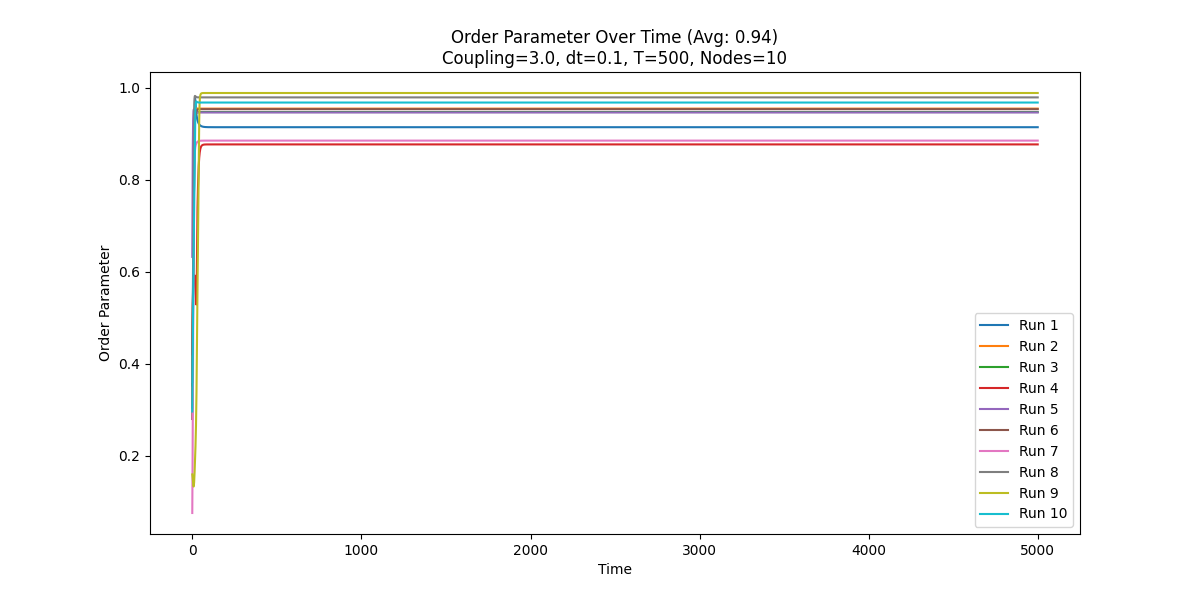 Order Parameter Over Time (Avg: 0.94)
Coupling=3.0, dt=0.1, T=500, Nodes=10
Order Parameter
1.0
0.8
0.6
0.4
0.2
0
1000
2000
3000
4000
5000
Time
Run 1
Run 2
Run 3
Run 4
Run 5
Run 6
Run 7
Run 8
Run 9
Run 10